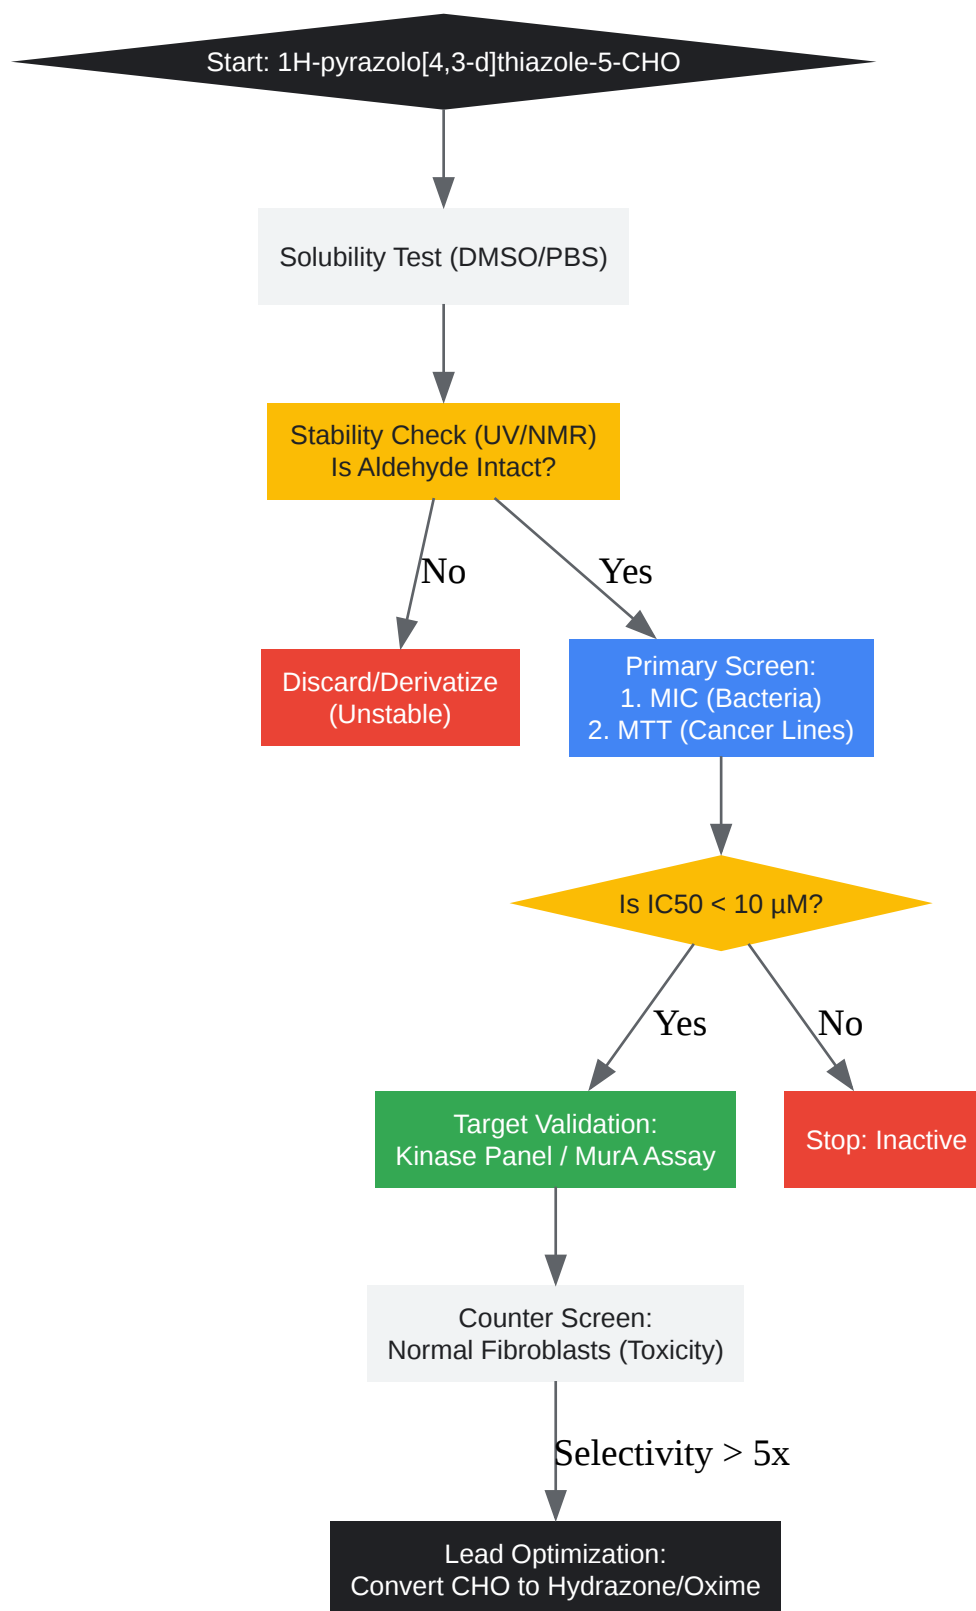 Start: 1H-pyrazolo[4,3-d]thiazole-5-CHO
Solubility Test (DMSO/PBS)
Stability Check (UV/NMR)
Is Aldehyde Intact?
No
Yes
Discard/Derivatize
(Unstable)
Primary Screen:
1. MIC (Bacteria)
2. MTT (Cancer Lines)
Is IC50 < 10 µM?
Yes
No
Target Validation:
Kinase Panel / MurA Assay
Stop: Inactive
Counter Screen:
Normal Fibroblasts (Toxicity)
Selectivity > 5x
Lead Optimization:
Convert CHO to Hydrazone/Oxime